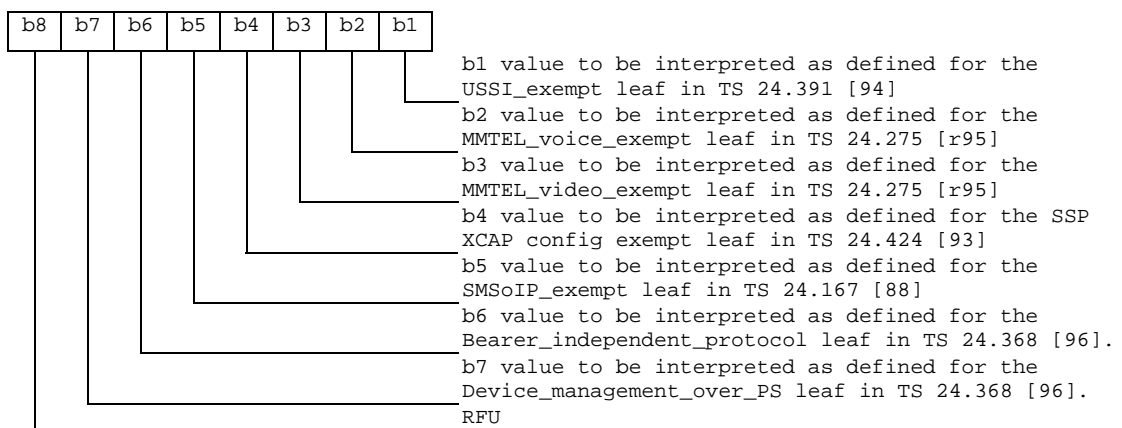 b8 b7 b6 b5 b4 b3 b2 b1
b1 value to be interpreted as defined for the
USSI_exempt leaf in TS 24.391 [94]
b2 value to be interpreted as defined for the
MMTEL_voice_exempt leaf in TS 24.275 [r95]
b3 value to be interpreted as defined for the
MMTEL_video_exempt leaf in TS 24.275 [r95]
b4 value to be interpreted as defined for the SSP
XCAP config exempt leaf in TS 24.424 [93]
b5 value to be interpreted as defined for the
SMSoIP_exempt leaf in TS 24.167 [88]
b6 value to be interpreted as defined for the
Bearer_independent_protocol leaf in TS 24.368 [96].
b7 value to be interpreted as defined for the
Device_management_over_PS leaf in TS 24.368 [96].
RFU